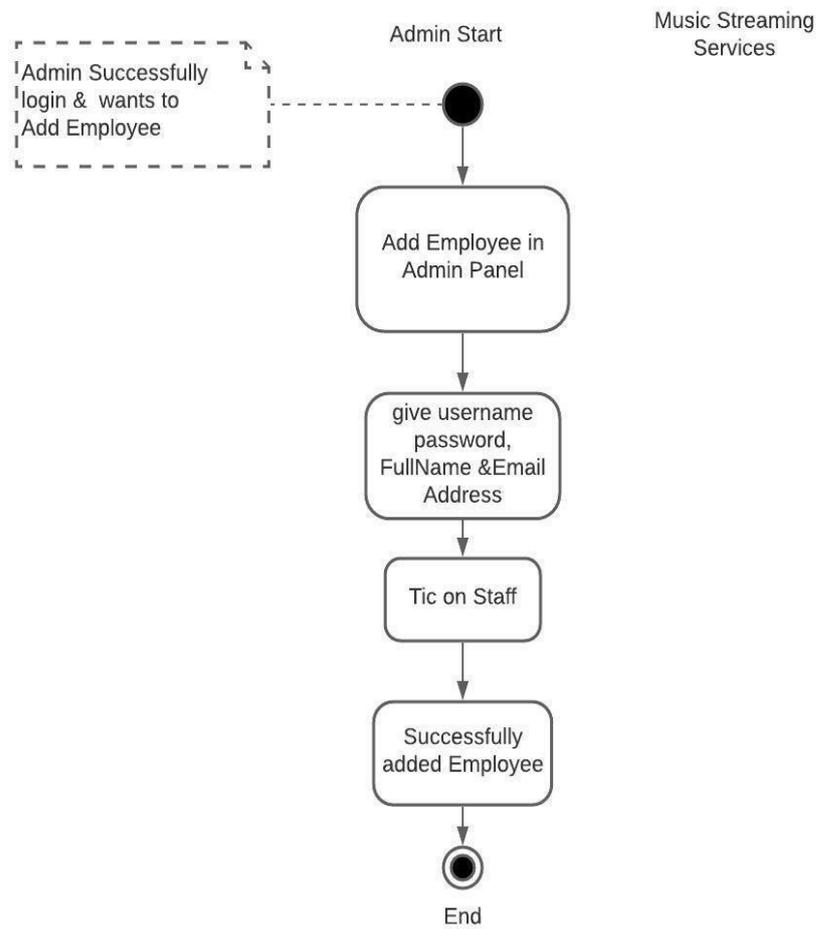 Admin Start
Music Streaming
Services
Admin Successfully
login &  wants to
Add Employee
Add Employee in
Admin Panel
give username
password,
FullName &Email
Address
Tic on Staff
Successfully
added Employee
End